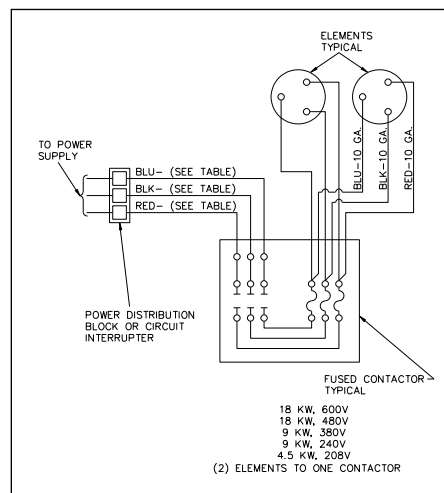 ELEMENTS
TYPICAL
BLU-10 GA.
BLK-10 GA.
RED-10 GA.
TO POWER
SUPPLY
BLU- (SEE TABLE)
BLK- (SEE TABLE)
RED- (SEE TABLE)
POWER DISTRIBUTION
BLOCK OR CIRCUIT
INTERRUPTER
FUSED CONTACTOR
TYPICAL
18 KW, 600V
18 KW, 480V
9 KW, 380V
9 KW, 240V
4.5 KW, 208V
(2) ELEMENTS TO ONE CONTACTOR